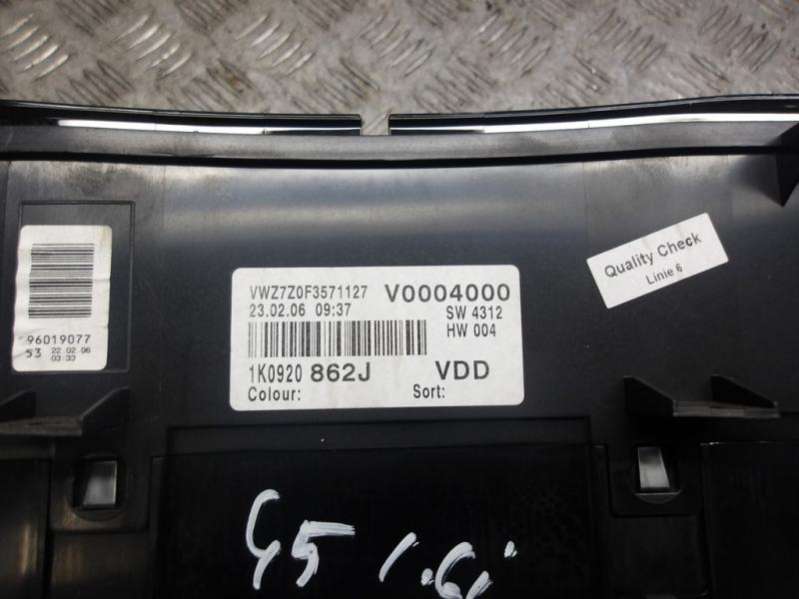 96019077
53 22 02 06
03:33
VWZ7Z0F3571127 V0004000
23.02.06 09:37 SW 4312
HW 004
1K0920 862J VDD
Colour: Sort:
Quality Check
Linie 6
G5 1.6i